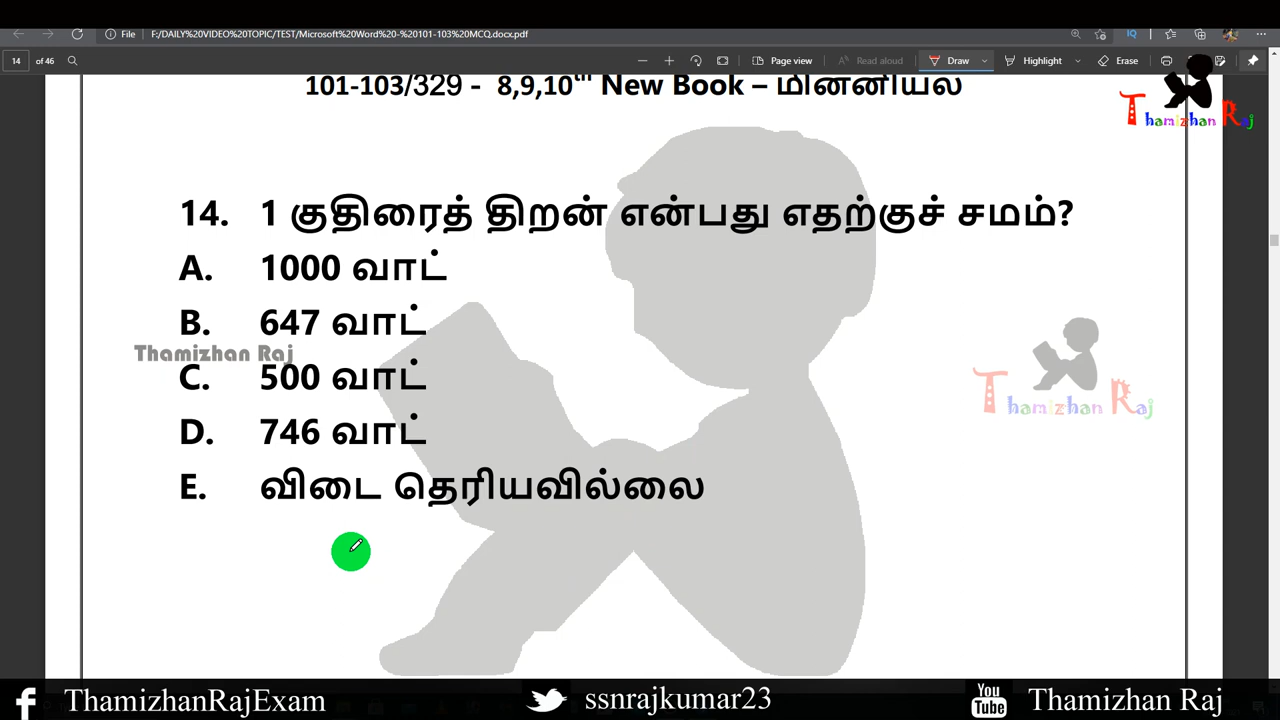 File F:/DAILY%20VIDEO%20TOPIC/TEST/Microsoft%20Word%20-%20101-103%20MCQ.docx.pdf
14 of 46 Page view Read aloud Draw Highlight Erase
101-103/329 - 8,9,10th New Book – மின்னியல்
Thamizhan Raj
14. 1 குதிரைத் திறன் என்பது எதற்குச் சமம்?
A. 1000 வாட்
B. 647 வாட்
Thamizhan Raj
C. 500 வாட்
Thamizhan Raj
D. 746 வாட்
E. விடை தெரியவில்லை
f ThamizhanRajExam ssnrajkumar23 You Tube Thamizhan Raj